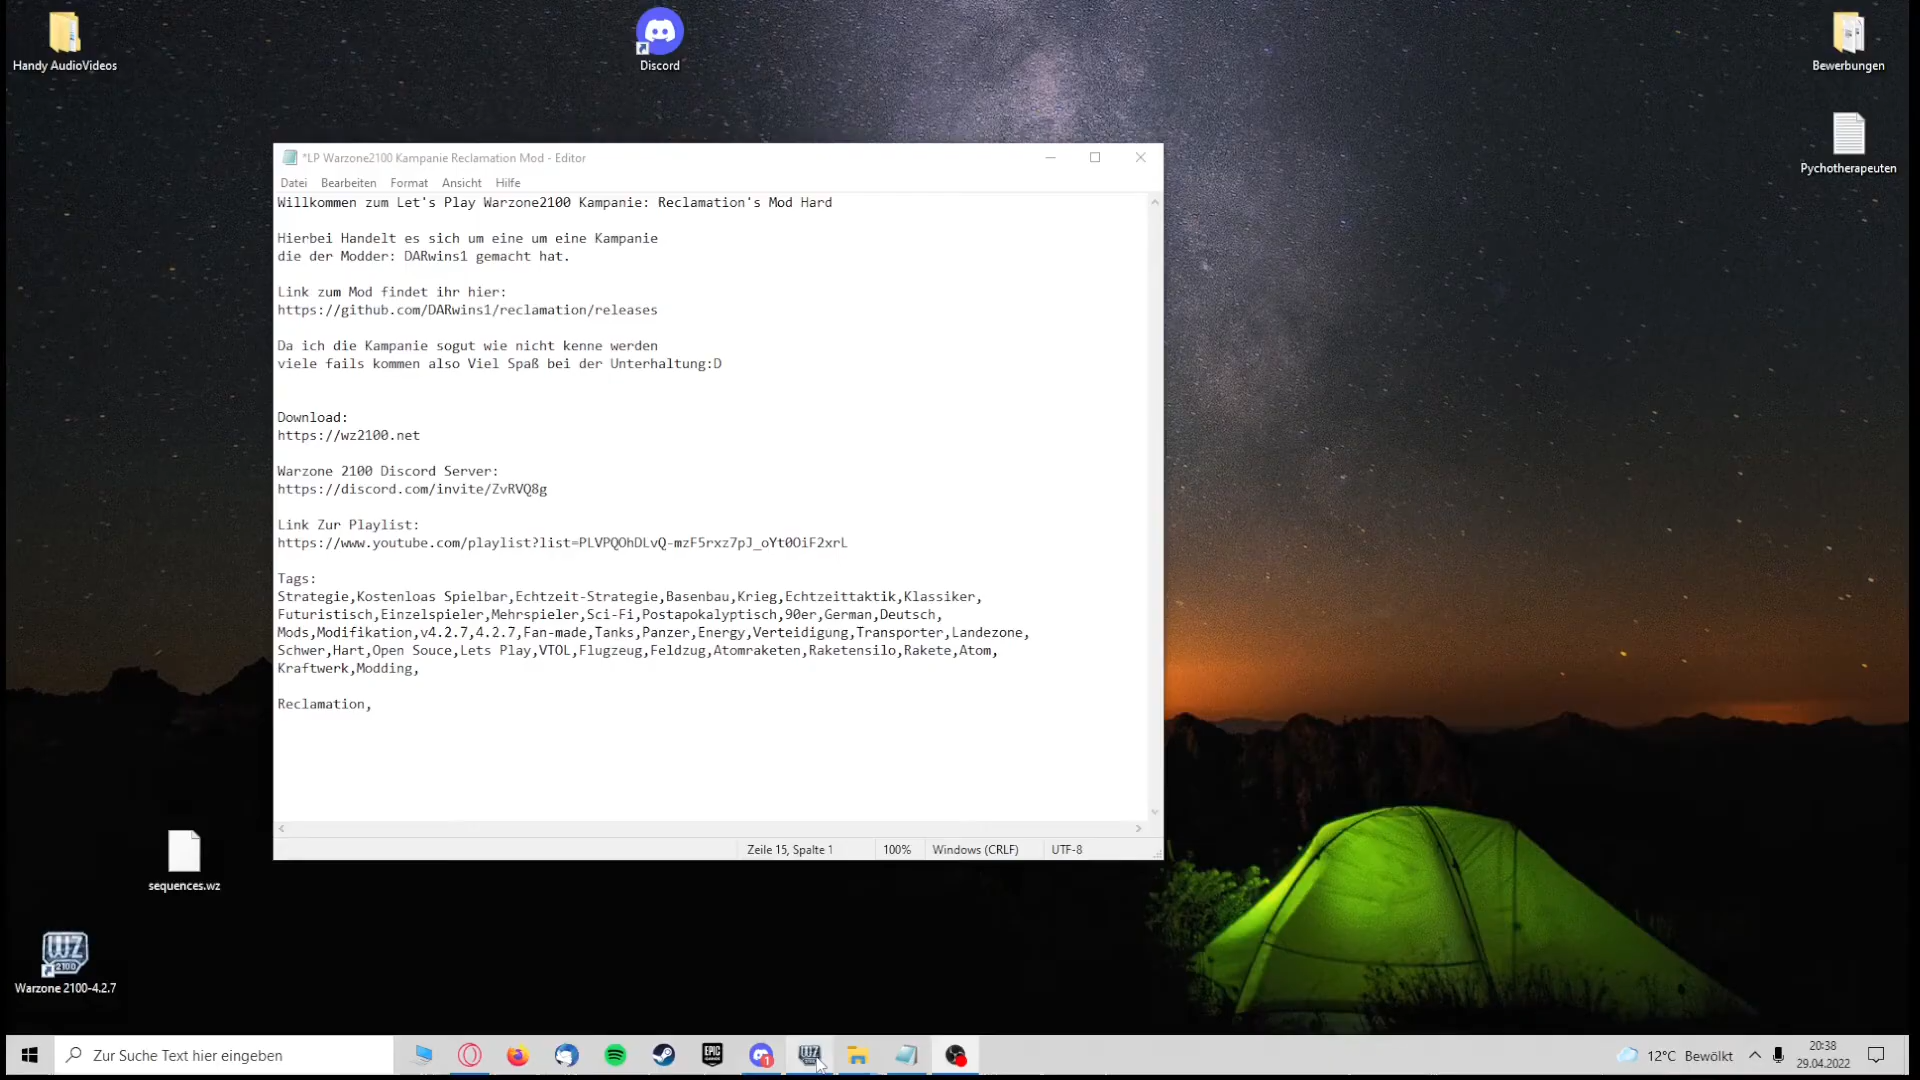 Handy AudioVideos
Discord
Bewerbungen
Pychotherapeuten
*LP Warzone2100 Kampanie Reclamation Mod - Editor
Datei Bearbeiten Format Ansicht Hilfe
Willkommen zum Let's Play Warzone2100 Kampanie: Reclamation's Mod Hard
Hierbei Handelt es sich um eine um eine Kampanie
die der Modder: DARwins1 gemacht hat.
Link zum Mod findet ihr hier:
https://github.com/DARwins1/reclamation/releases
Da ich die Kampanie sogut wie nicht kenne werden
viele fails kommen also Viel Spaß bei der Unterhaltung:D
Download:
https://wz2100.net
Warzone 2100 Discord Server:
https://discord.com/invite/ZvRVQ8g
Link Zur Playlist:
https://www.youtube.com/playlist?list=PLVPQOhDLvQ-mzF5rxz7pJ_oYt0OiF2xrL
Tags:
Strategie,Kostenloas Spielbar,Echtzeit-Strategie,Basenbau,Krieg,Echtzeittaktik,Klassiker,
Futuristisch,Einzelspieler,Mehrspieler,Sci-Fi,Postapokalyptisch,90er,German,Deutsch,
Mods,Modifikation,v4.2.7,4.2.7,Fan-made,Tanks,Panzer,Energy,Verteidigung,Transporter,Landezone,
Schwer,Hart,Open Souce,Lets Play,VTOL,Flugzeug,Feldzug,Atomraketen,Raketensilo,Rakete,Atom,
Kraftwerk,Modding,
Reclamation,
Zeile 15, Spalte 1 100% Windows (CRLF) UTF-8
sequences.wz
WZ 2100
Warzone 2100-4.2.7
Zur Suche Text hier eingeben
EPIC GAMES
1
WZ 2100
12°C Bewölkt
20:38
29.04.2022